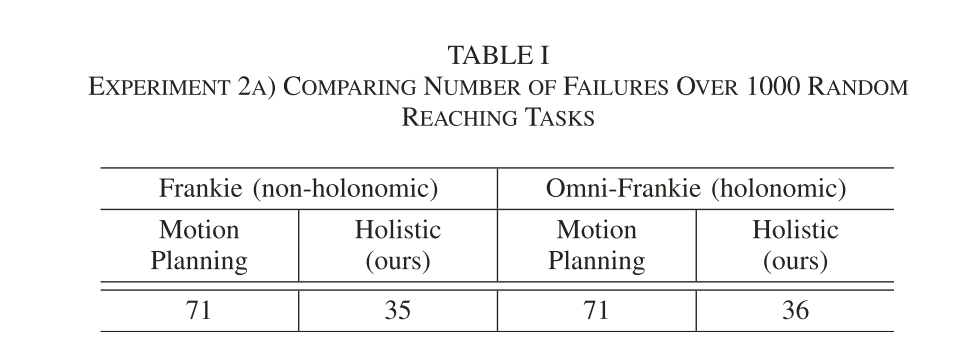 TABLE I
EXPERIMENT 2A) COMPARING NUMBER OF FAILURES OVER 1000 RANDOM
REACHING TASKS
Frankie (non-holonomic) Omni-Frankie (holonomic)
Motion Holistic Motion Holistic
Planning (ours) Planning (ours)
71 35 71 36